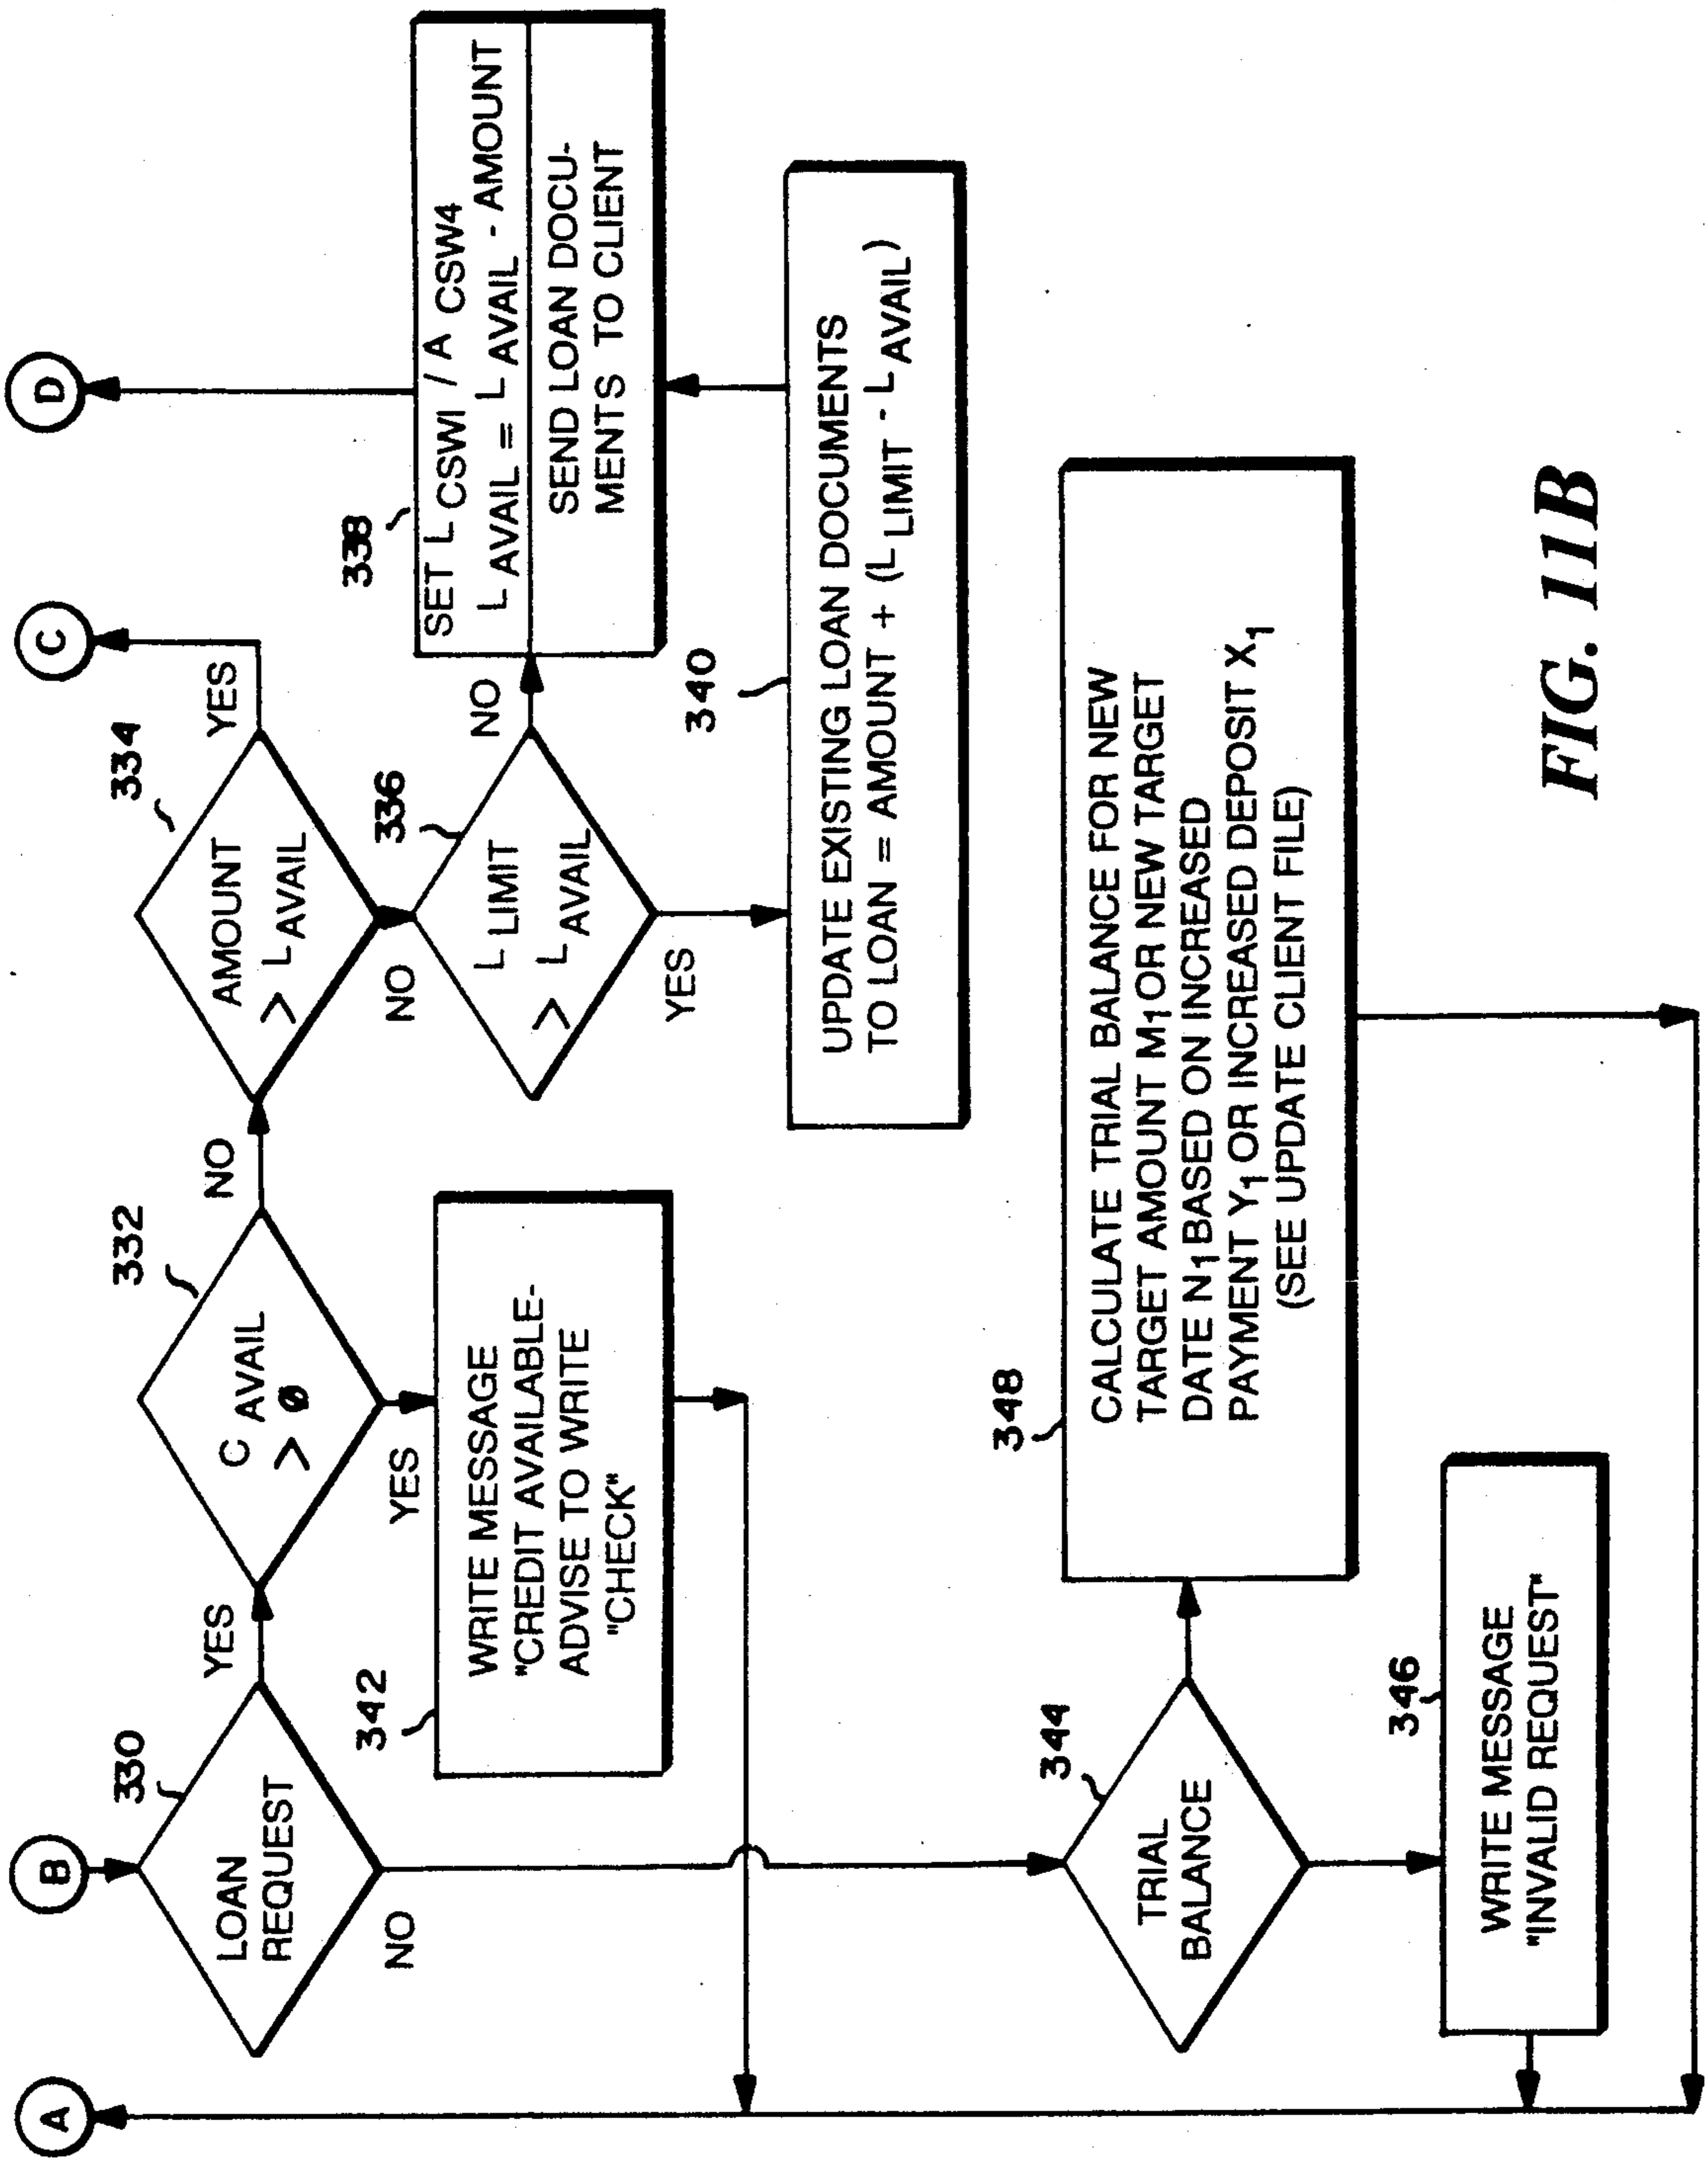 A
B
C
D
330
LOAN
REQUEST
YES
NO
332
C AVAIL
> Ø
NO
YES
334
AMOUNT
> L AVAIL
YES
NO
336
L LIMIT
> L AVAIL
NO
YES
338
SET L CSW1 / A CSW4
L AVAIL = L AVAIL - AMOUNT
SEND LOAN DOCU-
MENTS TO CLIENT
340
UPDATE EXISTING LOAN DOCUMENTS
TO LOAN = AMOUNT + (L LIMIT - L AVAIL)
342
WRITE MESSAGE
"CREDIT AVAILABLE-
ADVISE TO WRITE
"CHECK"
344
TRIAL
BALANCE
348
CALCULATE TRIAL BALANCE FOR NEW
TARGET AMOUNT M1 OR NEW TARGET
DATE N1 BASED ON INCREASED
PAYMENT Y1 OR INCREASED DEPOSIT X1
(SEE UPDATE CLIENT FILE)
346
WRITE MESSAGE
"INVALID REQUEST"
FIG. 11B